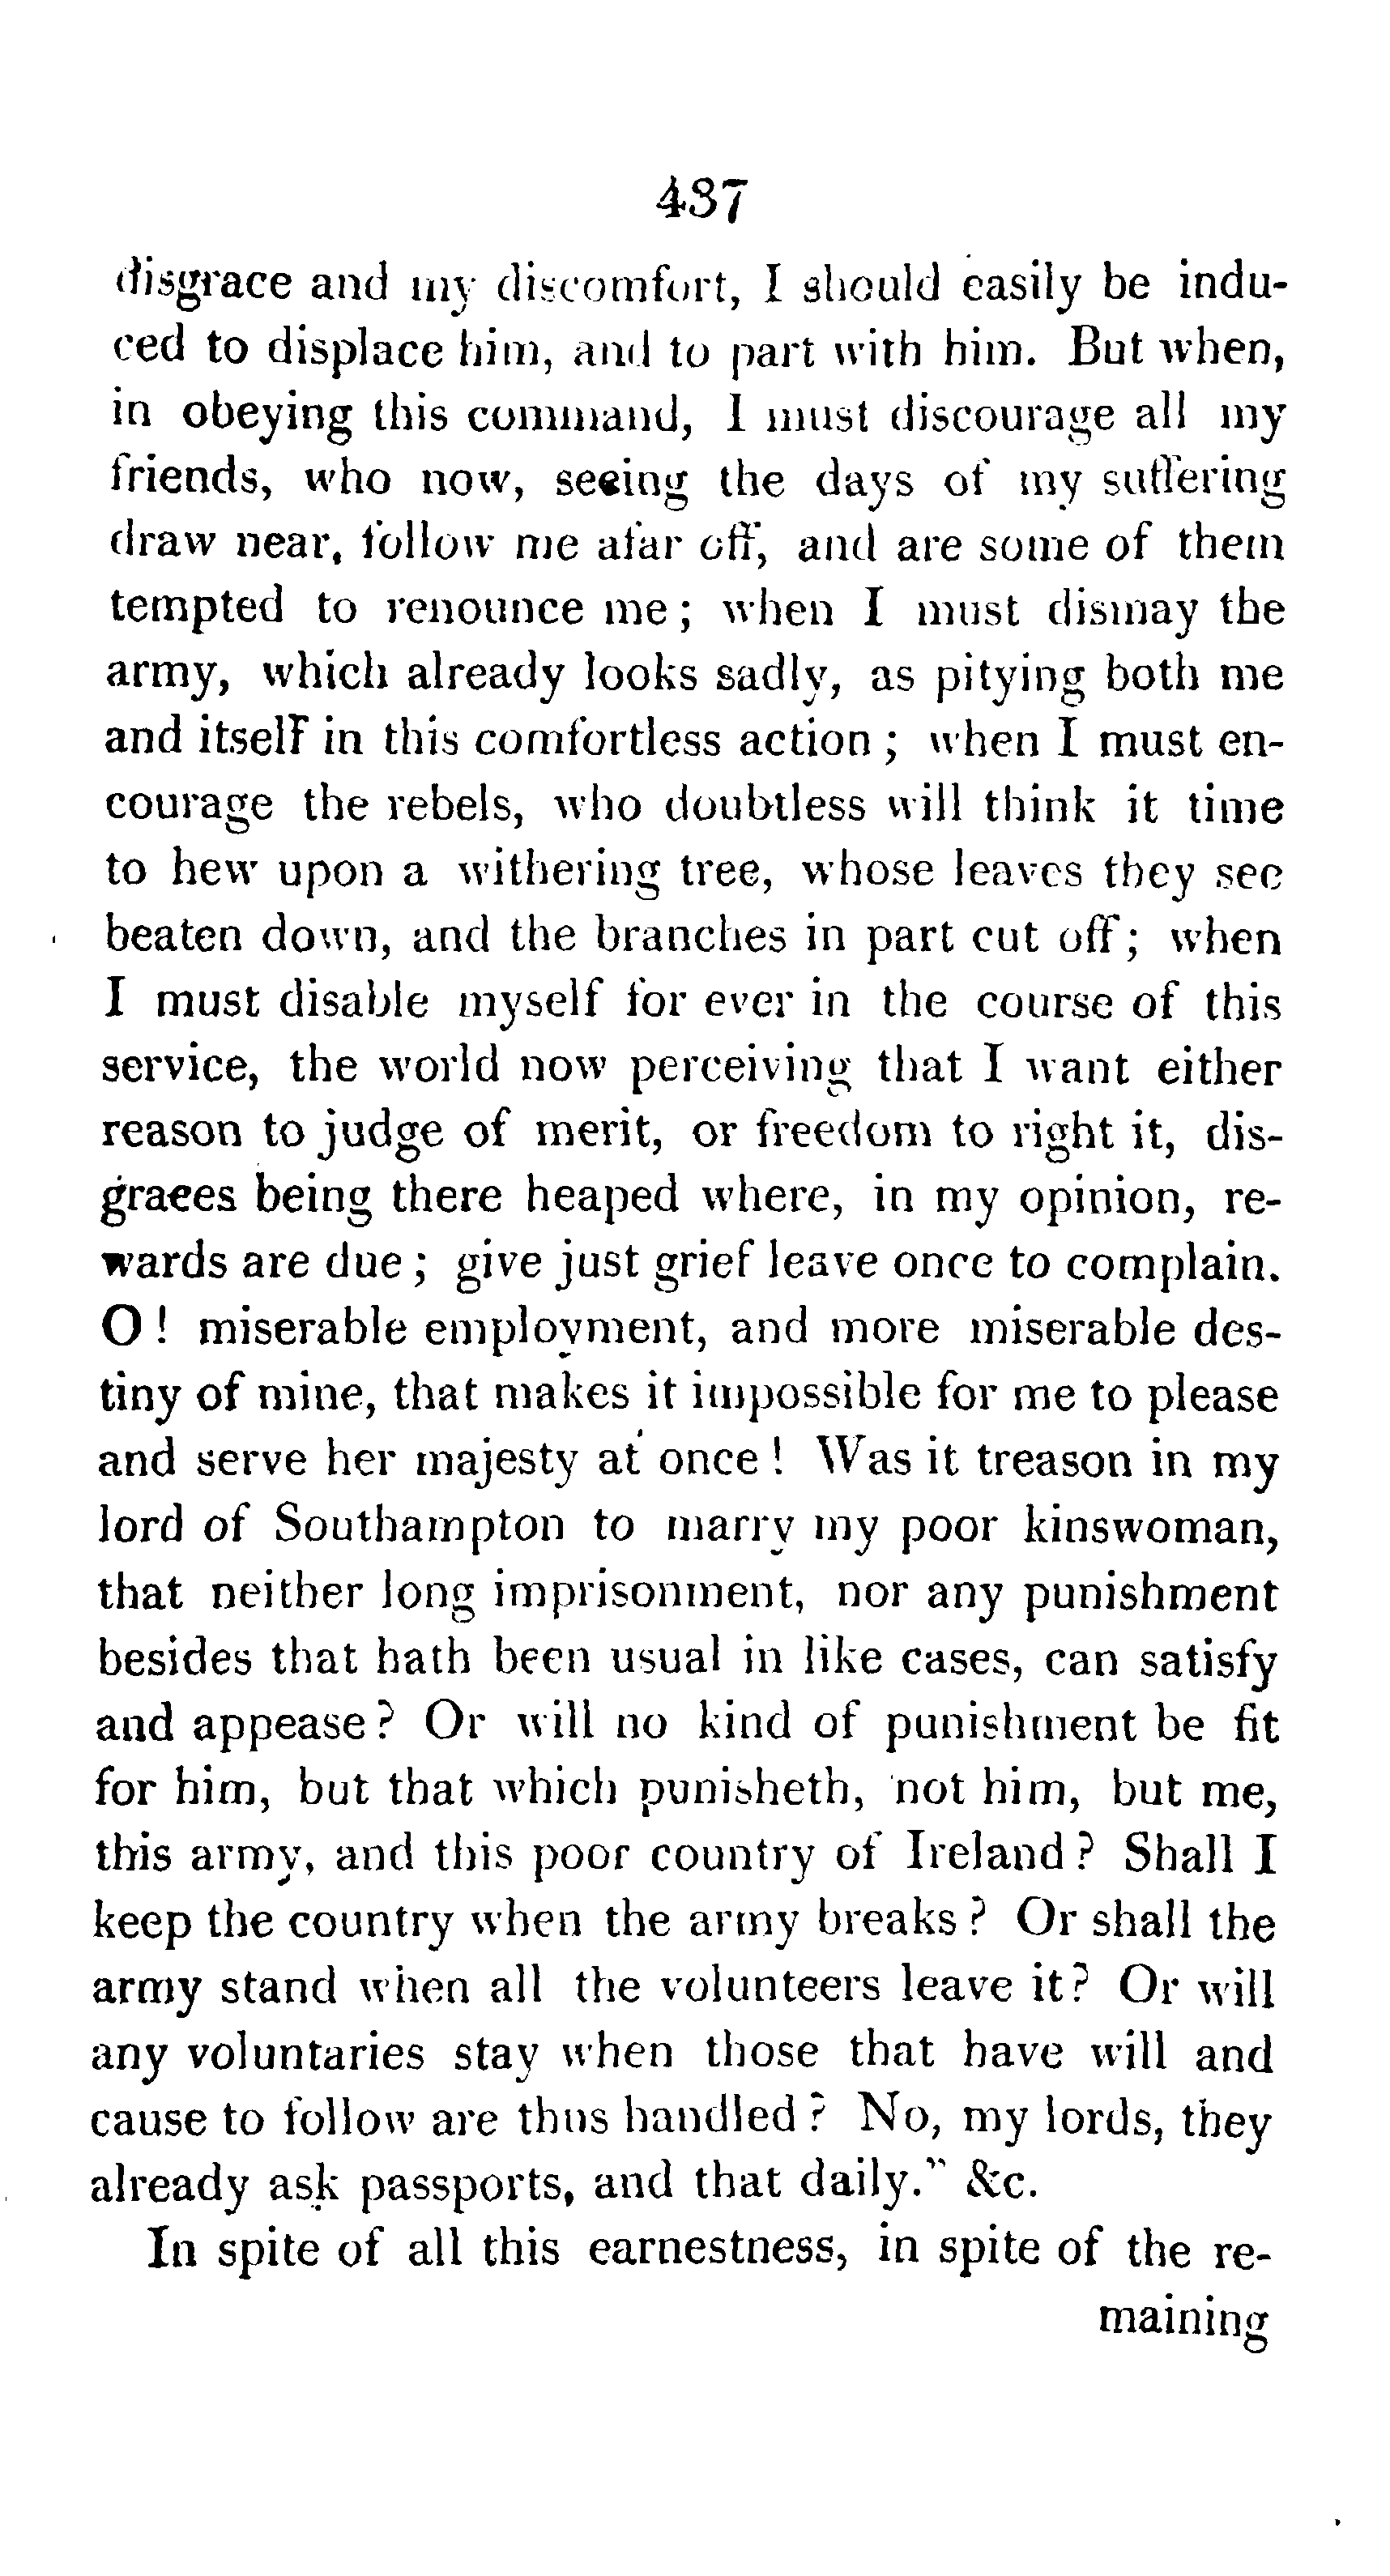 437
disgrace and my discomfort, I should easily be indu-
ced to displace him, and to part with him. But when,
in obeying this command, I must discourage all my
friends, who now, seeing the days of my suffering
draw near, follow me afar off, and are some of them
tempted to renounce me; when I must dismay the
army, which already looks sadly, as pitying both me
and itself in this comfortless action; when I must en-
courage the rebels, who doubtless will think it time
to hew upon a withering tree, whose leaves they see
beaten down, and the branches in part cut off; when
I must disable myself for ever in the course of this
service, the world now perceiving that I want either
reason to judge of merit, or freedom to right it, dis-
graces being there heaped where, in my opinion, re-
wards are due; give just grief leave once to complain.
O! miserable employment, and more miserable des-
tiny of mine, that makes it impossible for me to please
and serve her majesty at once! Was it treason in my
lord of Southampton to marry my poor kinswoman,
that neither long imprisonment, nor any punishment
besides that hath been usual in like cases, can satisfy
and appease? Or will no kind of punishment be fit
for him, but that which punisheth, not him, but me,
this army, and this poor country of Ireland? Shall I
keep the country when the army breaks? Or shall the
army stand when all the volunteers leave it? Or will
any voluntaries stay when those that have will and
cause to follow are thus handled? No, my lords, they
already ask passports, and that daily." &c.
In spite of all this earnestness, in spite of the re-
maining